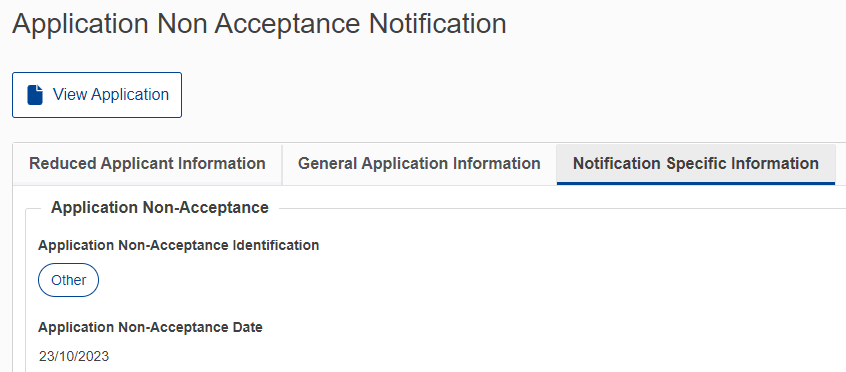 Application Non Acceptance Notification
View Application
Reduced Applicant Information General Application Information Notification Specific Information
Application Non-Acceptance
Application Non-Acceptance Identification
Other
Application Non-Acceptance Date
23/10/2023